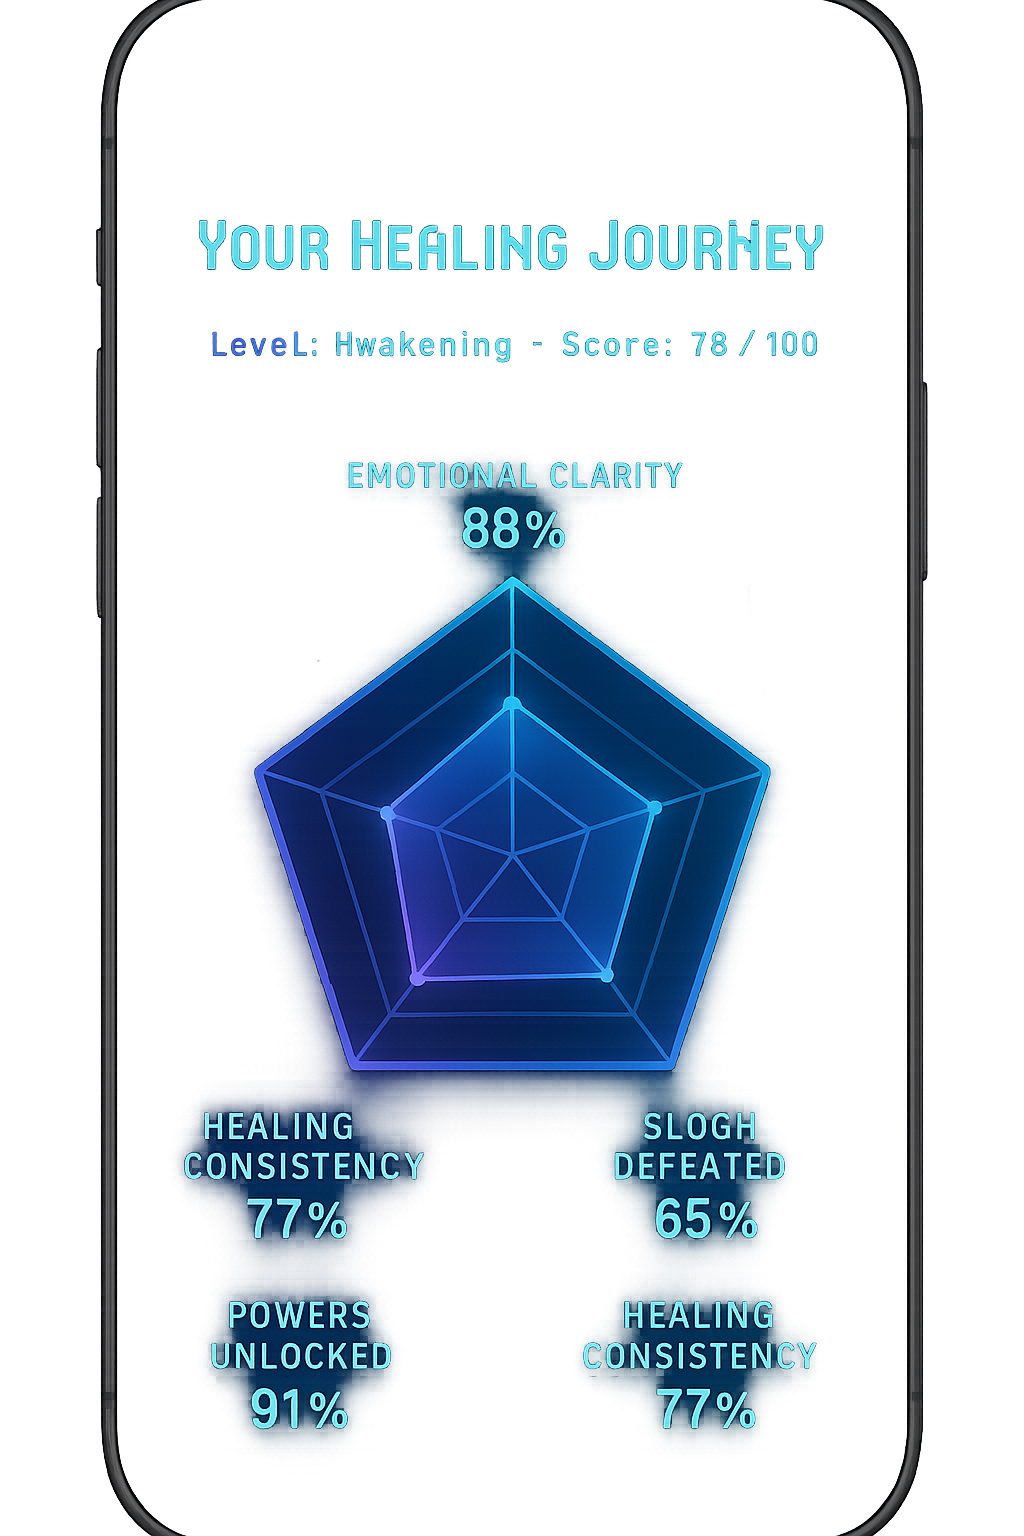 Your Healing Journey
Level: Hwakening - Score: 78 / 100
EMOTIONAL CLARITY
88%
HEALING
CONSISTENCY
77%
SLOGH
DEFEATED
65%
POWERS
UNLOCKED
91%
HEALING
CONSISTENCY
77%